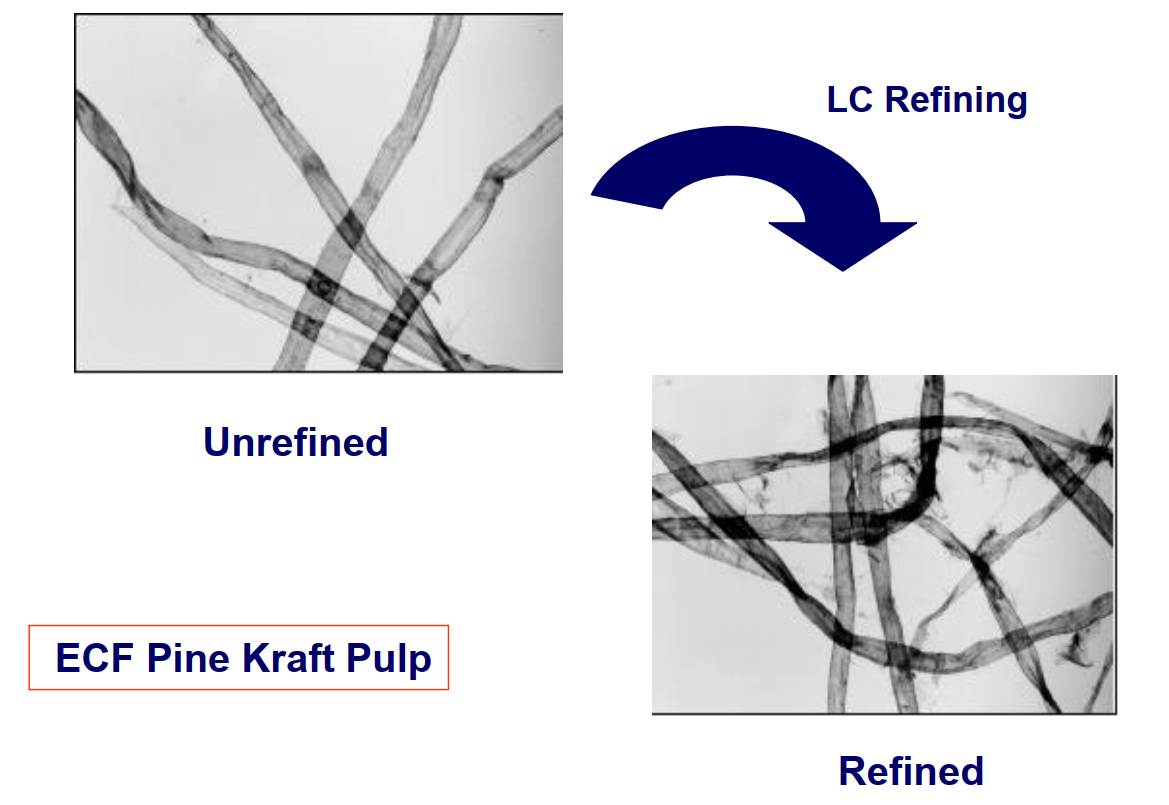 LC Refining
Unrefined
ECF Pine Kraft Pulp
Refined